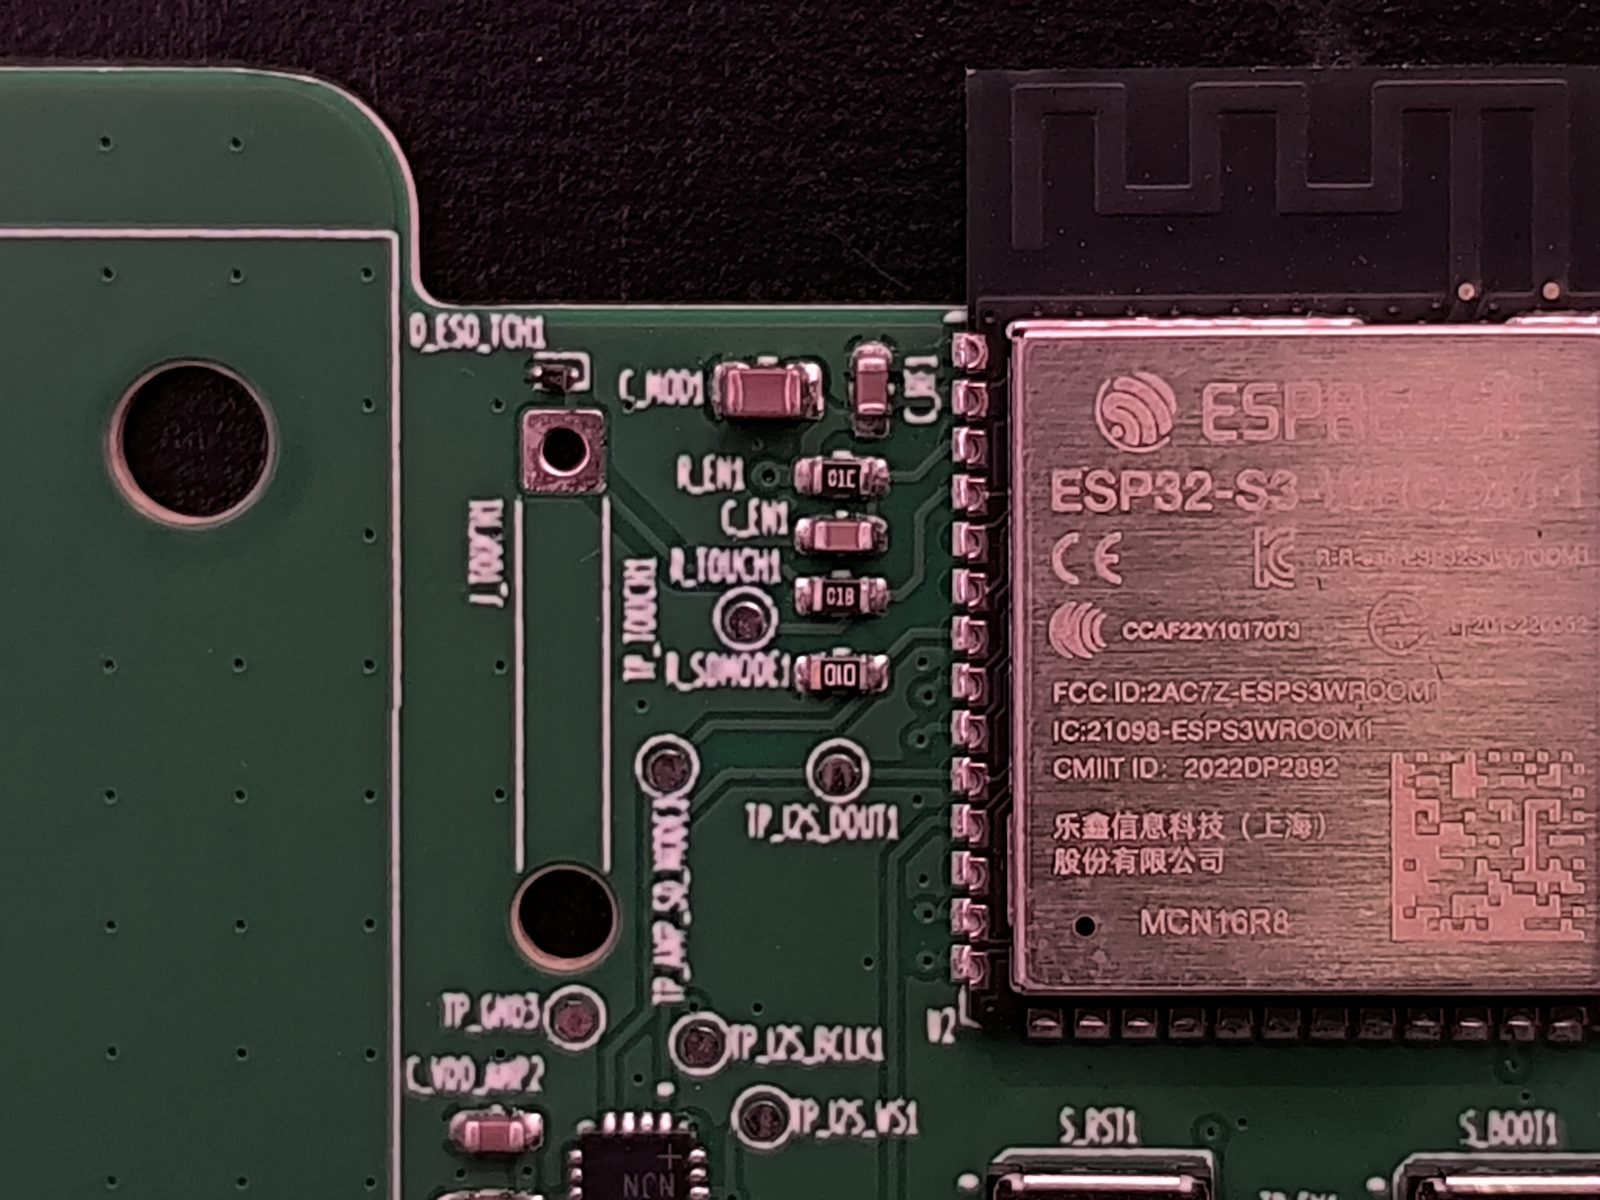 D_ESD_TCH1
C_MOD1
R_EN1
01C
C_EN1
R_TOUCH1
01B
TP_TOUCH1
R_SDMODE1
010
TP_I2S_DOUT1
TP_GND3
TP_I2S_BCLK1
C_VDD_AMP2
TP_I2S_WS1
U2
S_RST1
S_BOOT1
NJN
ESP32-S3
CE
CCAF22Y10170T3
FCC ID:2AC7Z-ESPS3WROOM1
IC:21098-ESPS3WROOM1
CMIIT ID: 2022DP2892
乐鑫信息科技（上海）
股份有限公司
MCN16R8